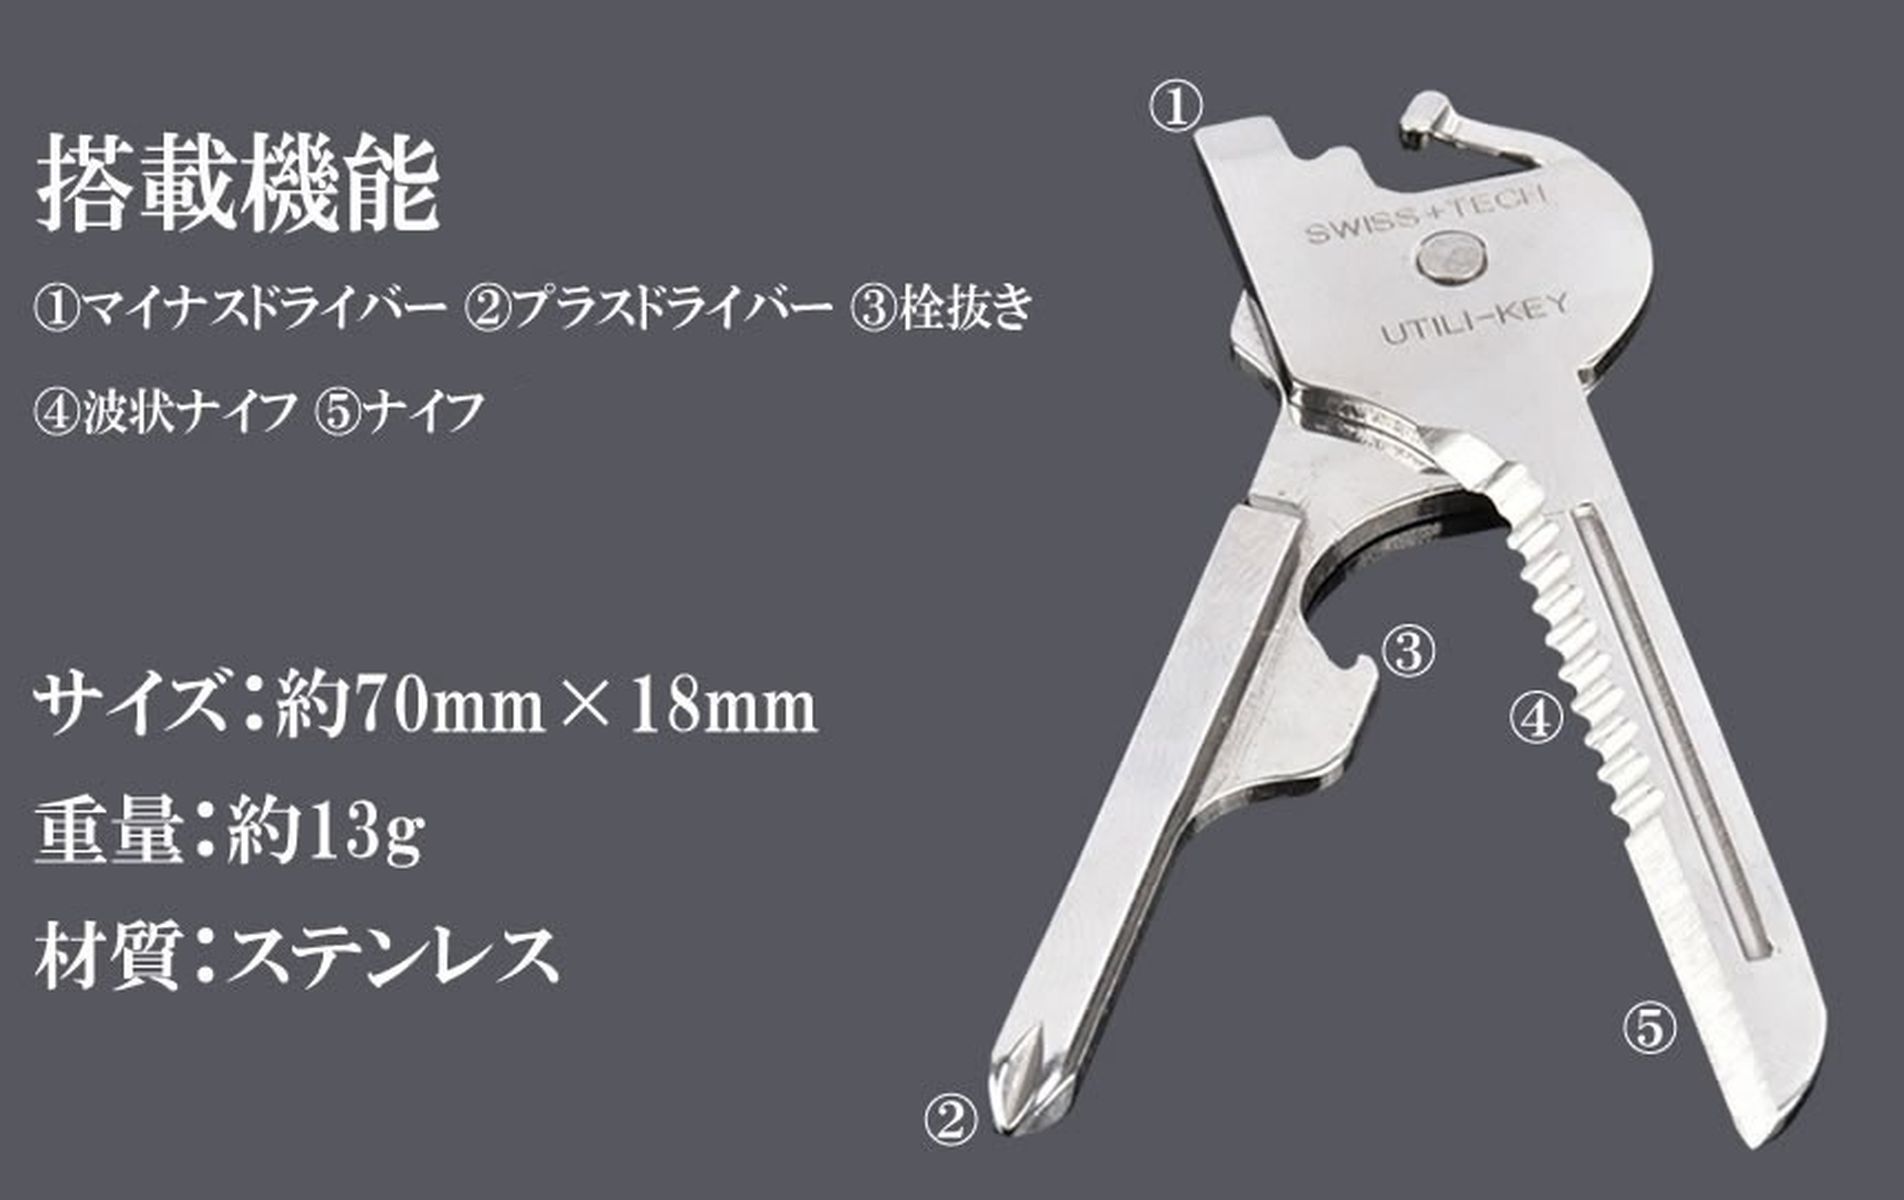 搭載機能
①マイナスドライバー ②プラスドライバー ③栓抜き
④波状ナイフ ⑤ナイフ
サイズ：約70mm×18mm
重量：約13g
材質：ステンレス
①
SWISS+TECH
UTILI-KEY
③
④
⑤
②